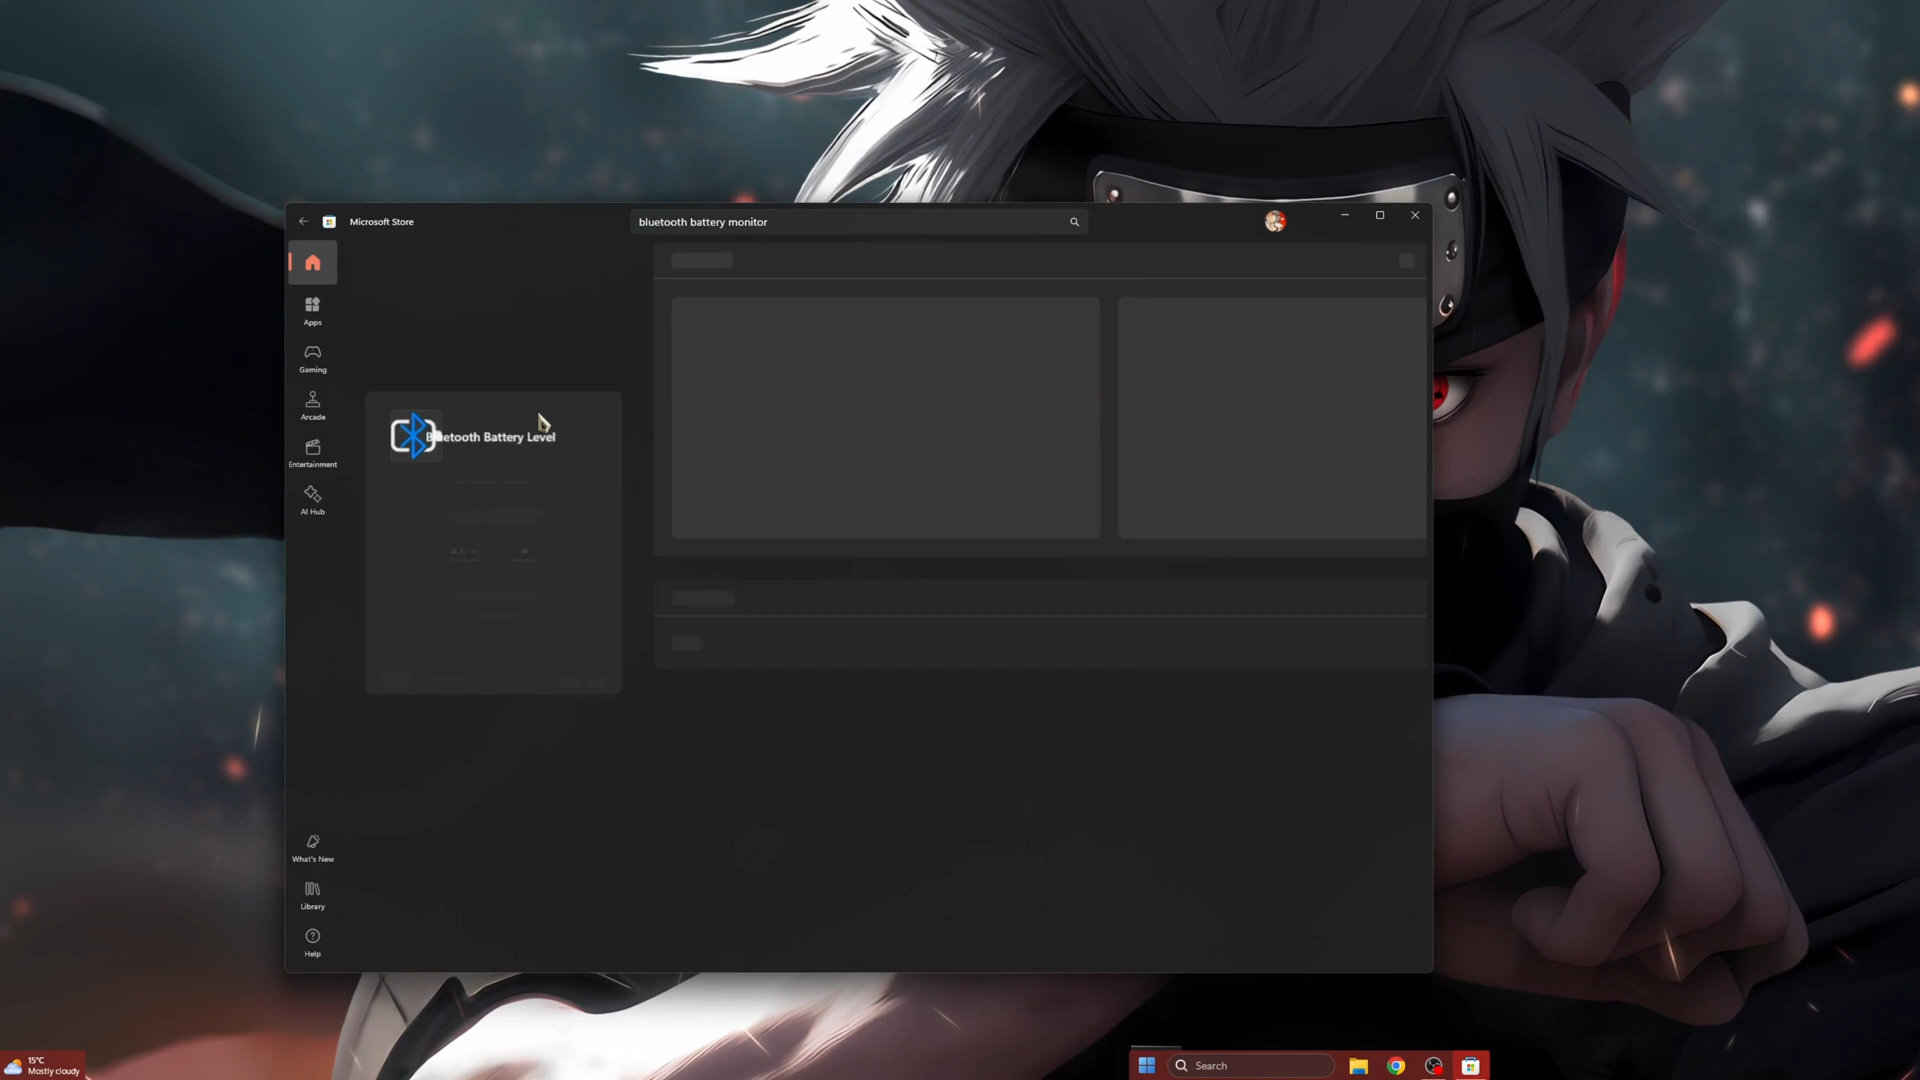 Microsoft Store
bluetooth battery monitor
Apps
Gaming
Arcade
Entertainment
AI Hub
Bluetooth Battery Level
What's New
Library
Help
15°C
Mostly cloudy
Search